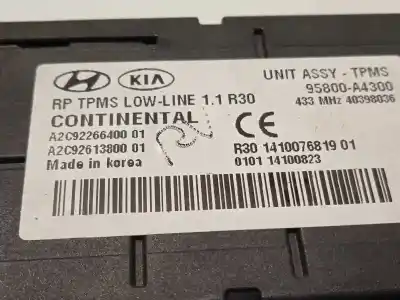 KIA
UNIT ASSY - TPMS
RP TPMS LOW-LINE 1.1 R30
95800-A4300
CONTINENTAL
433 MHz 40398036
A2C92266400 01
CE
A2C92613800 01
R30 1410076819 01
Made in korea
0101 14100823